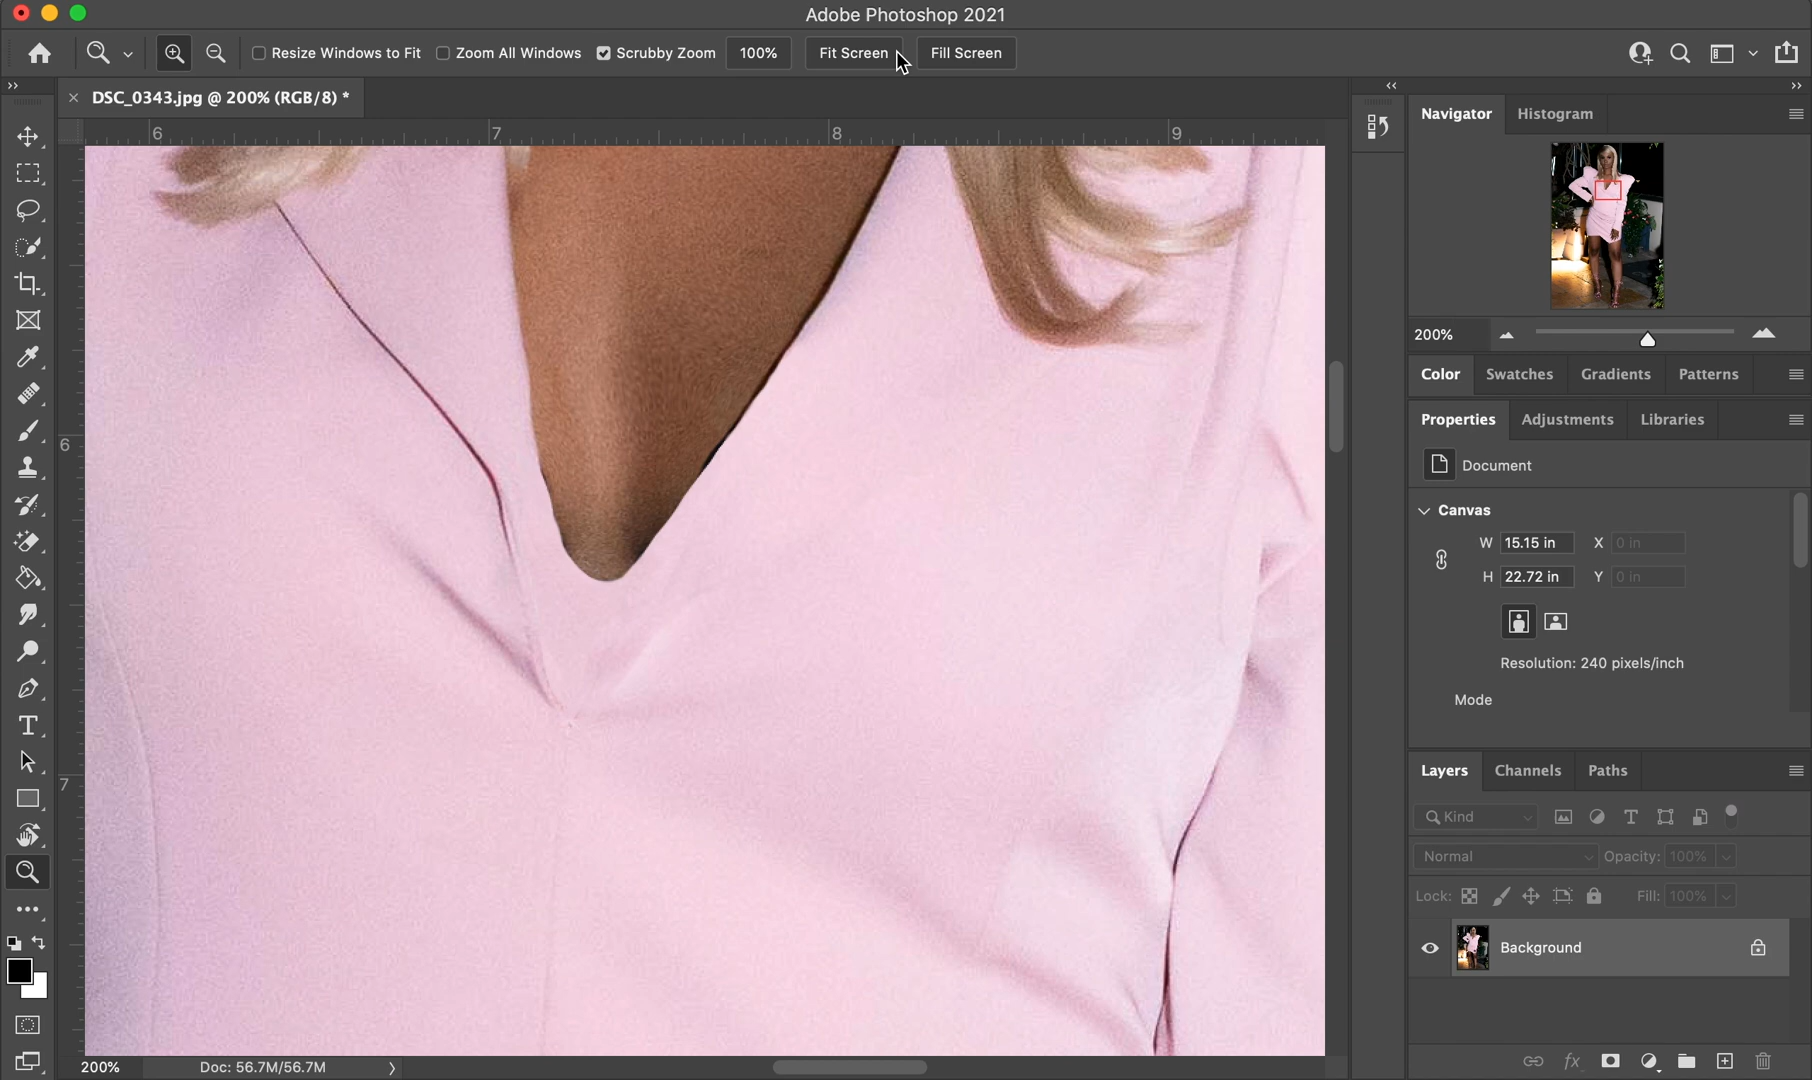 Adobe Photoshop 2021
Resize Windows to Fit Zoom All Windows Scrubby Zoom 100% Fit Screen Fill Screen
DSC_0343.jpg @ 200% (RGB/8) *
6 7 8 9
6
7
Navigator Histogram
200%
Color Swatches Gradients Patterns
Properties Adjustments Libraries
Document
Canvas
W 15.15 in X 0 in
H 22.72 in Y 0 in
Resolution: 240 pixels/inch
Mode
Layers Channels Paths
Kind
Normal Opacity: 100%
Lock: Fill: 100%
Background
200% Doc: 56.7M/56.7M